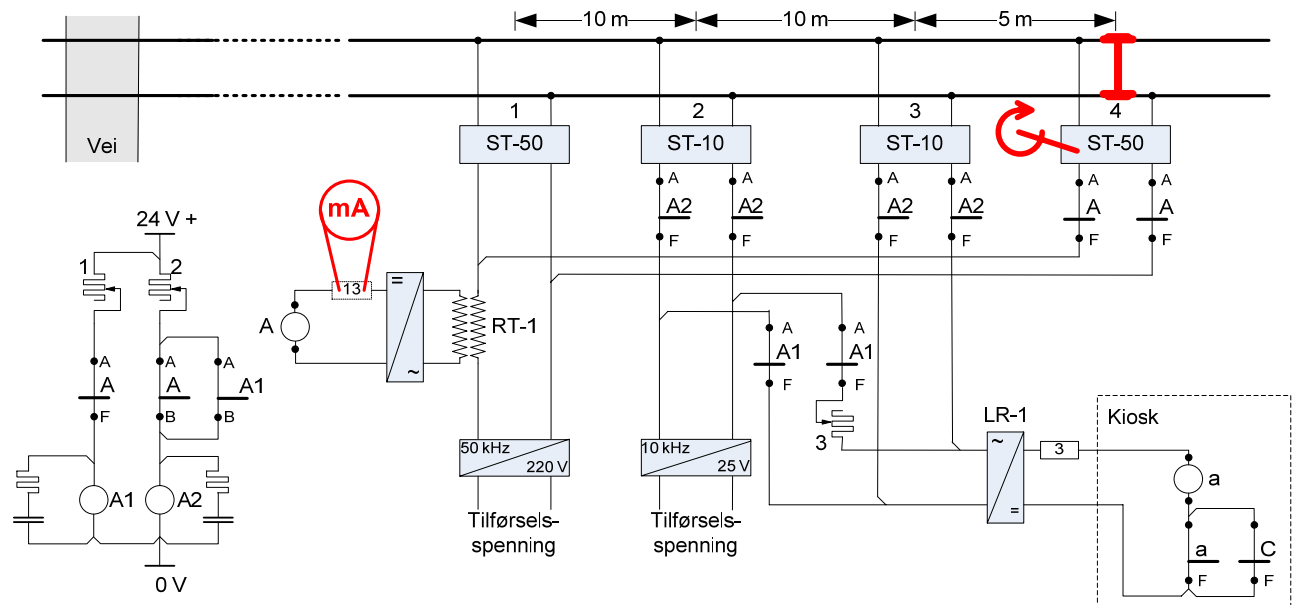 10 m
10 m
5 m
Vei
1
2
3
4
ST-50
ST-10
ST-10
ST-50
A
A
A
A
A
A
A2
A2
A2
A2
A
A
F
F
F
F
F
F
24 V +
mA
1
2
13
A
RT-1
=
~
A
A
A1
A1
F
F
A
A
A
A
A
A1
F
B
B
3
LR-1
Kiosk
~
=
3
a
50 kHz
220 V
10 kHz
25 V
A1
A2
Tilførsels-
spenning
Tilførsels-
spenning
a
C
F
F
0 V